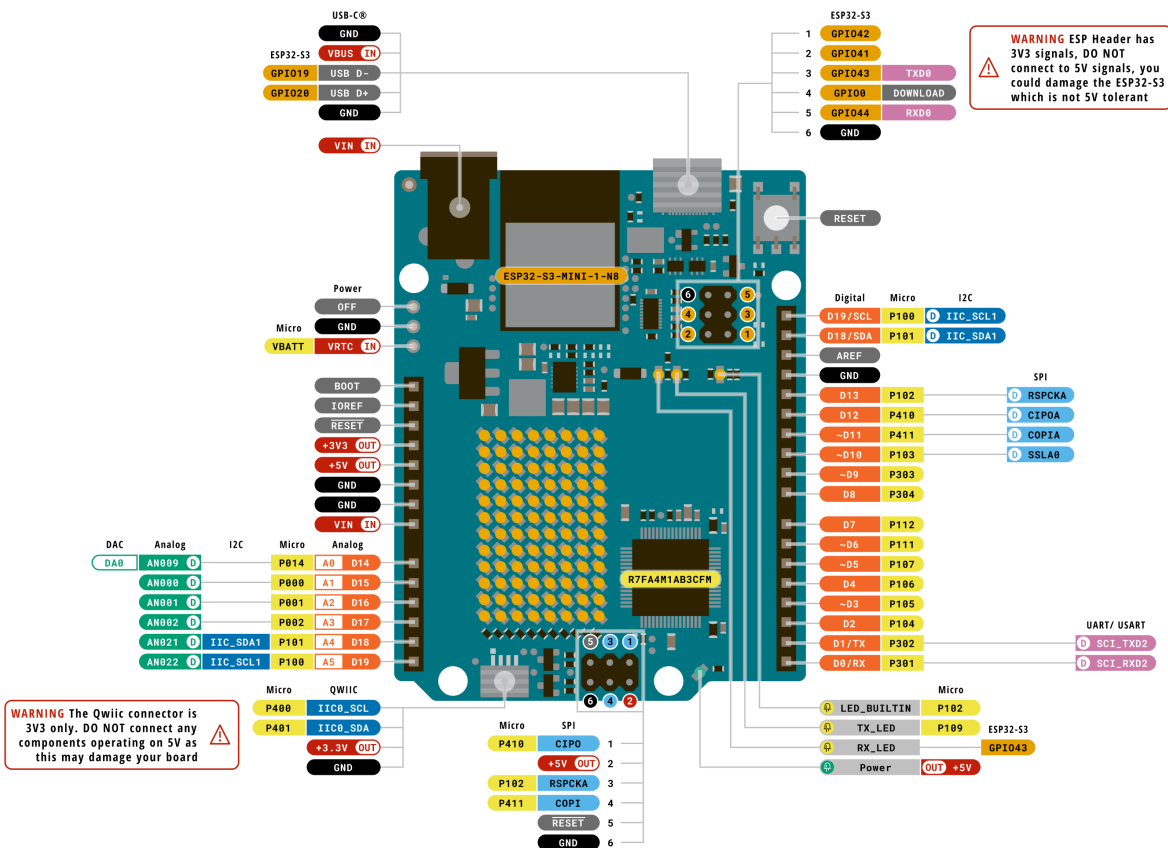 USB-C®
GND
ESP32-S3 VBUS IN
GPIO19 USB D-
GPIO20 USB D+
GND
VIN IN
ESP32-S3
1 GPIO42
2 GPIO41
3 GPIO43 TXD0
4 GPIO0 DOWNLOAD
5 GPIO44 RXD0
6 GND
WARNING ESP Header has
3V3 signals, DO NOT
connect to 5V signals, you
could damage the ESP32-S3
which is not 5V tolerant
RESET
ESP32-S3-MINI-1-N8
6 5
4 3
2 1
Power
OFF
Micro GND
VBATT VRTC IN
BOOT
IOREF
RESET
+3V3 OUT
+5V OUT
GND
GND
VIN IN
DAC Analog I2C Micro Analog
DA0 AN009 D P014 A0 D14
AN000 D P000 A1 D15
AN001 D P001 A2 D16
AN002 D P002 A3 D17
AN021 D IIC_SDA1 P101 A4 D18
AN022 D IIC_SCL1 P100 A5 D19
Digital Micro I2C
D19/SCL P100 D IIC_SCL1
D18/SDA P101 D IIC_SDA1
AREF
GND SPI
D13 P102 D RSPCKA
D12 P410 D CIPOA
~D11 P411 D COPIA
~D10 P103 D SSLA0
~D9 P303
D8 P304
D7 P112
~D6 P111
~D5 P107
D4 P106
~D3 P105
D2 P104 UART/ USART
D1/TX P302 D SCI_TXD2
D0/RX P301 D SCI_RXD2
R7FA4M1AB3CFM
5 3 1
6 4 2
Micro QWIIC
P400 IIC0_SCL
P401 IIC0_SDA
+3.3V OUT
GND
WARNING The Qwiic connector is
3V3 only. DO NOT connect any
components operating on 5V as
this may damage your board
Micro SPI
P410 CIPO 1
+5V OUT 2
P102 RSPCKA 3
P411 COPI 4
RESET 5
GND 6
Micro
LED_BUILTIN P102
TX_LED P109 ESP32-S3
RX_LED GPIO43
Power OUT +5V